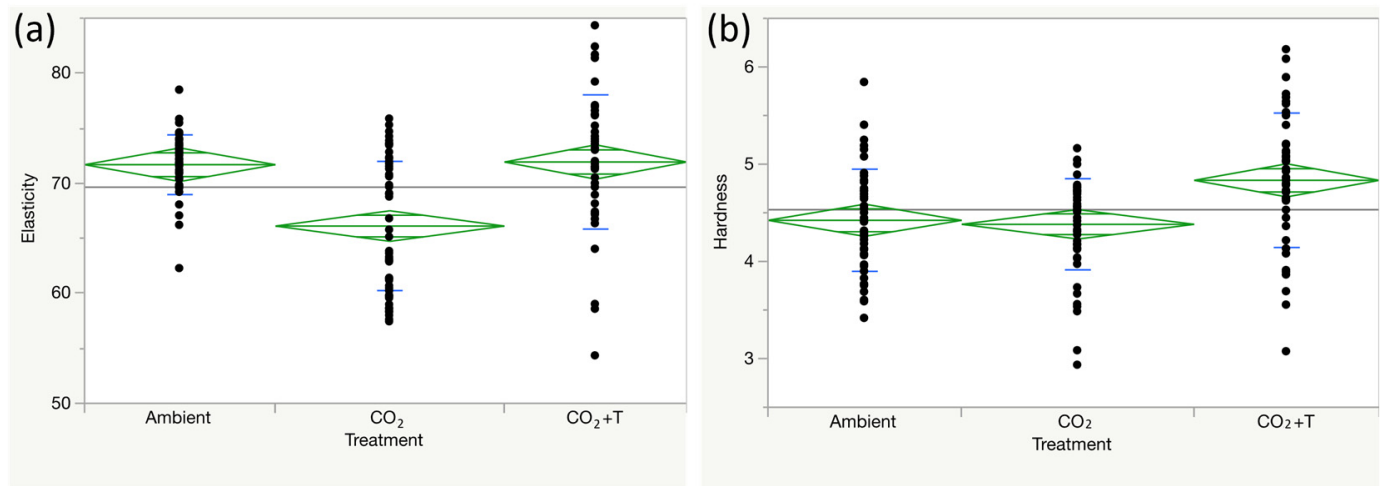 (a)
80
70
60
50
Elasticity
Ambient
CO₂
CO₂+T
Treatment
(b)
6
5
4
3
Hardness
Ambient
CO₂
CO₂+T
Treatment